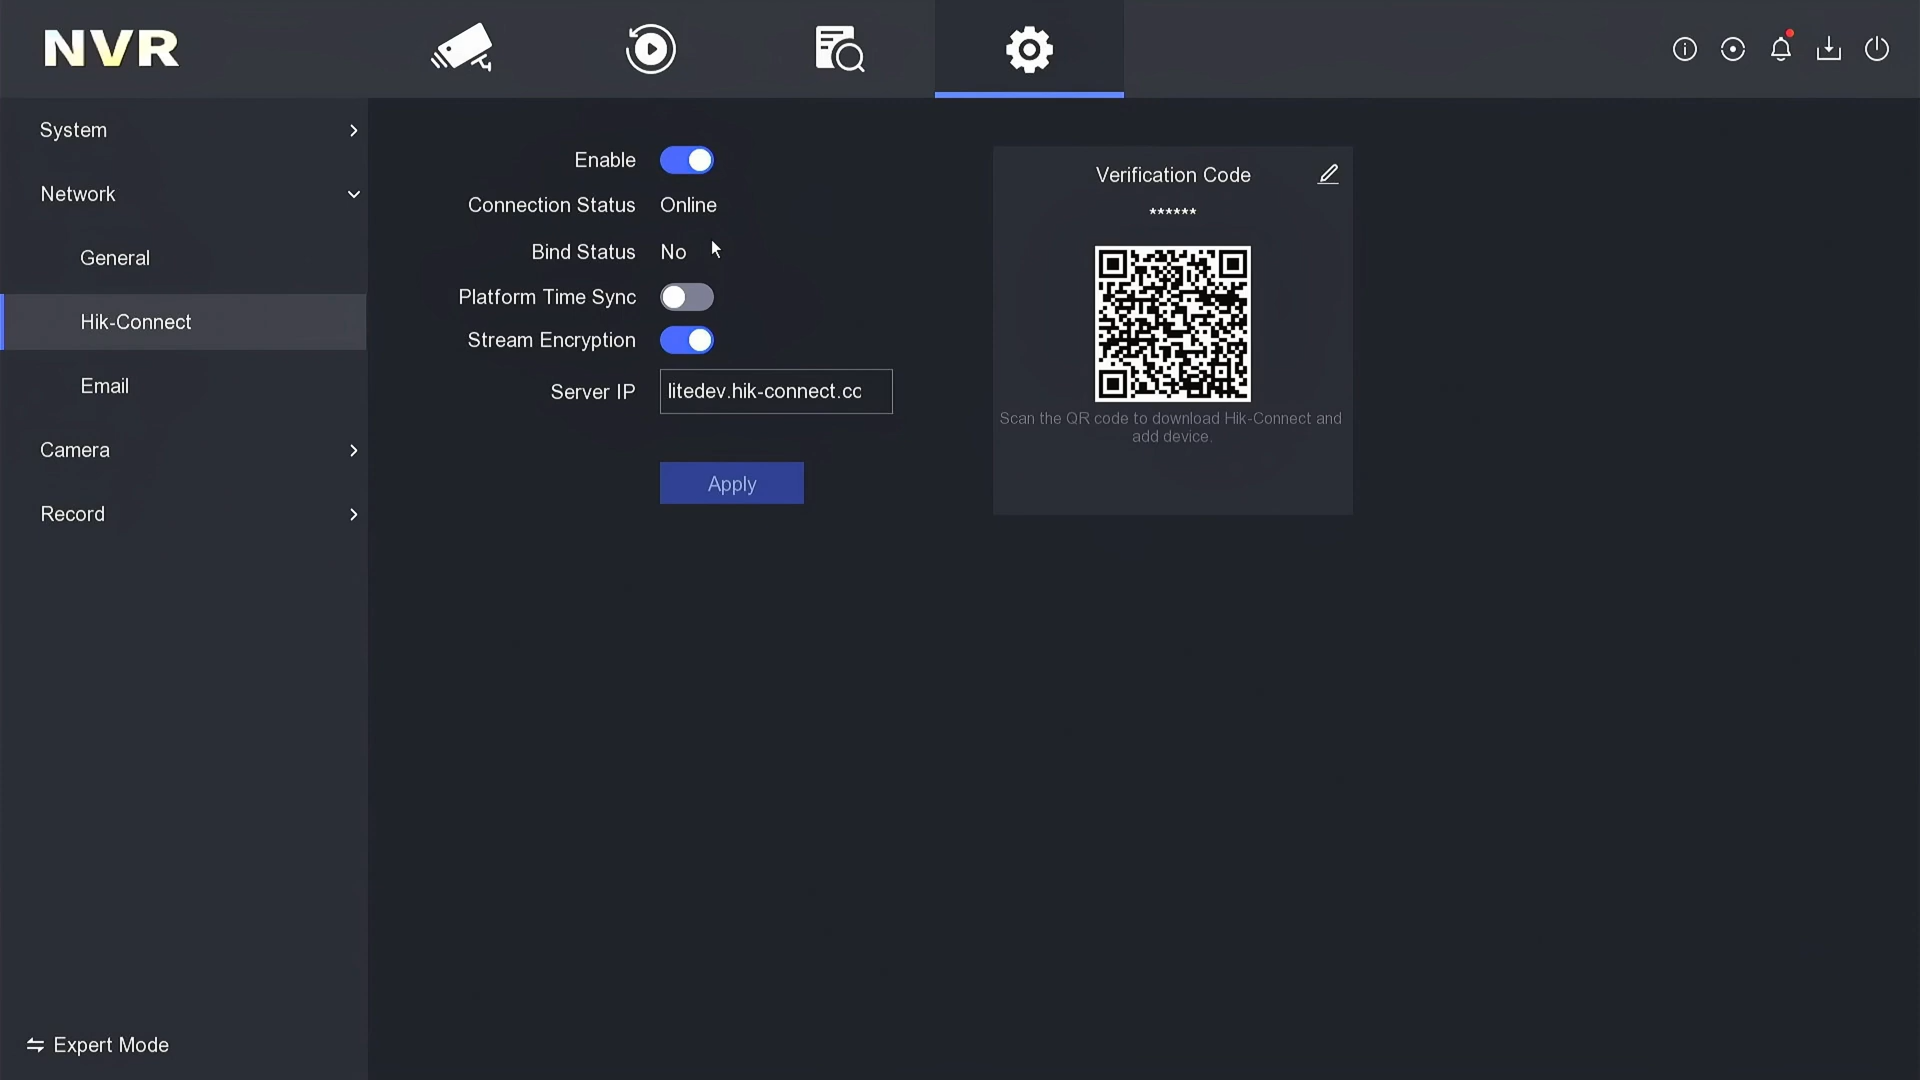 NVR
System
Network
General
Hik-Connect
Email
Camera
Record
Expert Mode
Enable
Connection Status Online
Bind Status No
Platform Time Sync
Stream Encryption
Server IP litedev.hik-connect.cc
Apply
Verification Code
******
Scan the QR code to download Hik-Connect and
add device.